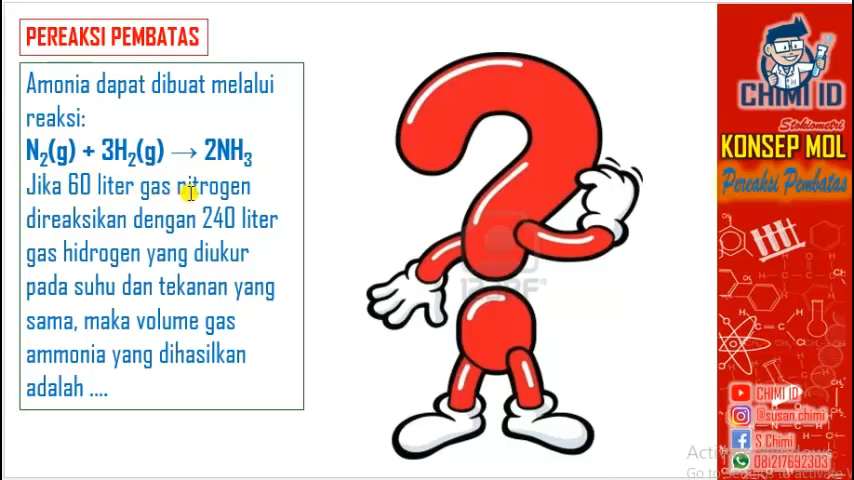 PEREAKSI PEMBATAS
Amonia dapat dibuat melalui
reaksi:
N₂(g) + 3H₂(g) → 2NH₃
Jika 60 liter gas nitrogen
direaksikan dengan 240 liter
gas hidrogen yang diukur
pada suhu dan tekanan yang
sama, maka volume gas
ammonia yang dihasilkan
adalah ....
CHIMI ID
Stokiometri
KONSEP MOL
Pereaksi Pembatas
CHIMI ID
@susan.chimi
S Chimi
081217692303